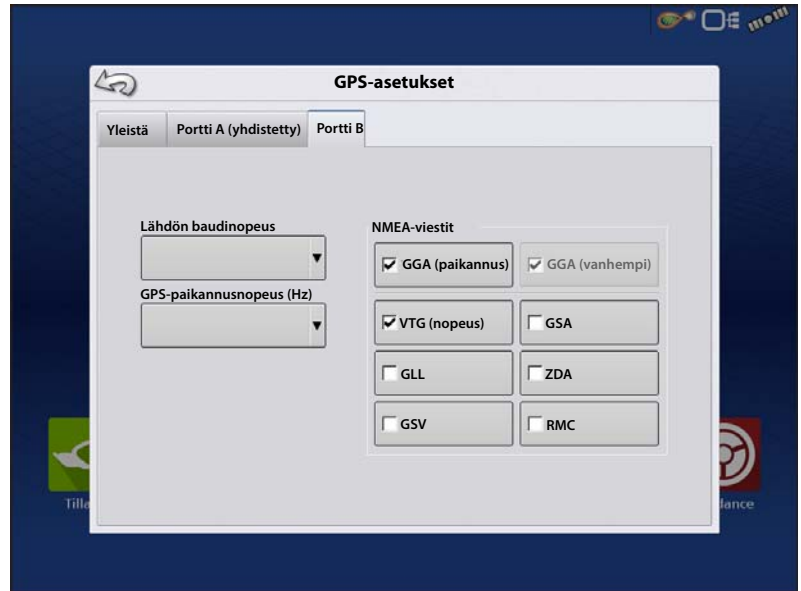 GPS-asetukset
Yleistä
Portti A (yhdistetty)
Portti B
Lähdön baudinopeus
GPS-paikannusnopeus (Hz)
NMEA-viestit
GGA (paikannus)
GGA (vanhempi)
VTG (nopeus)
GSA
GLL
ZDA
GSV
RMC